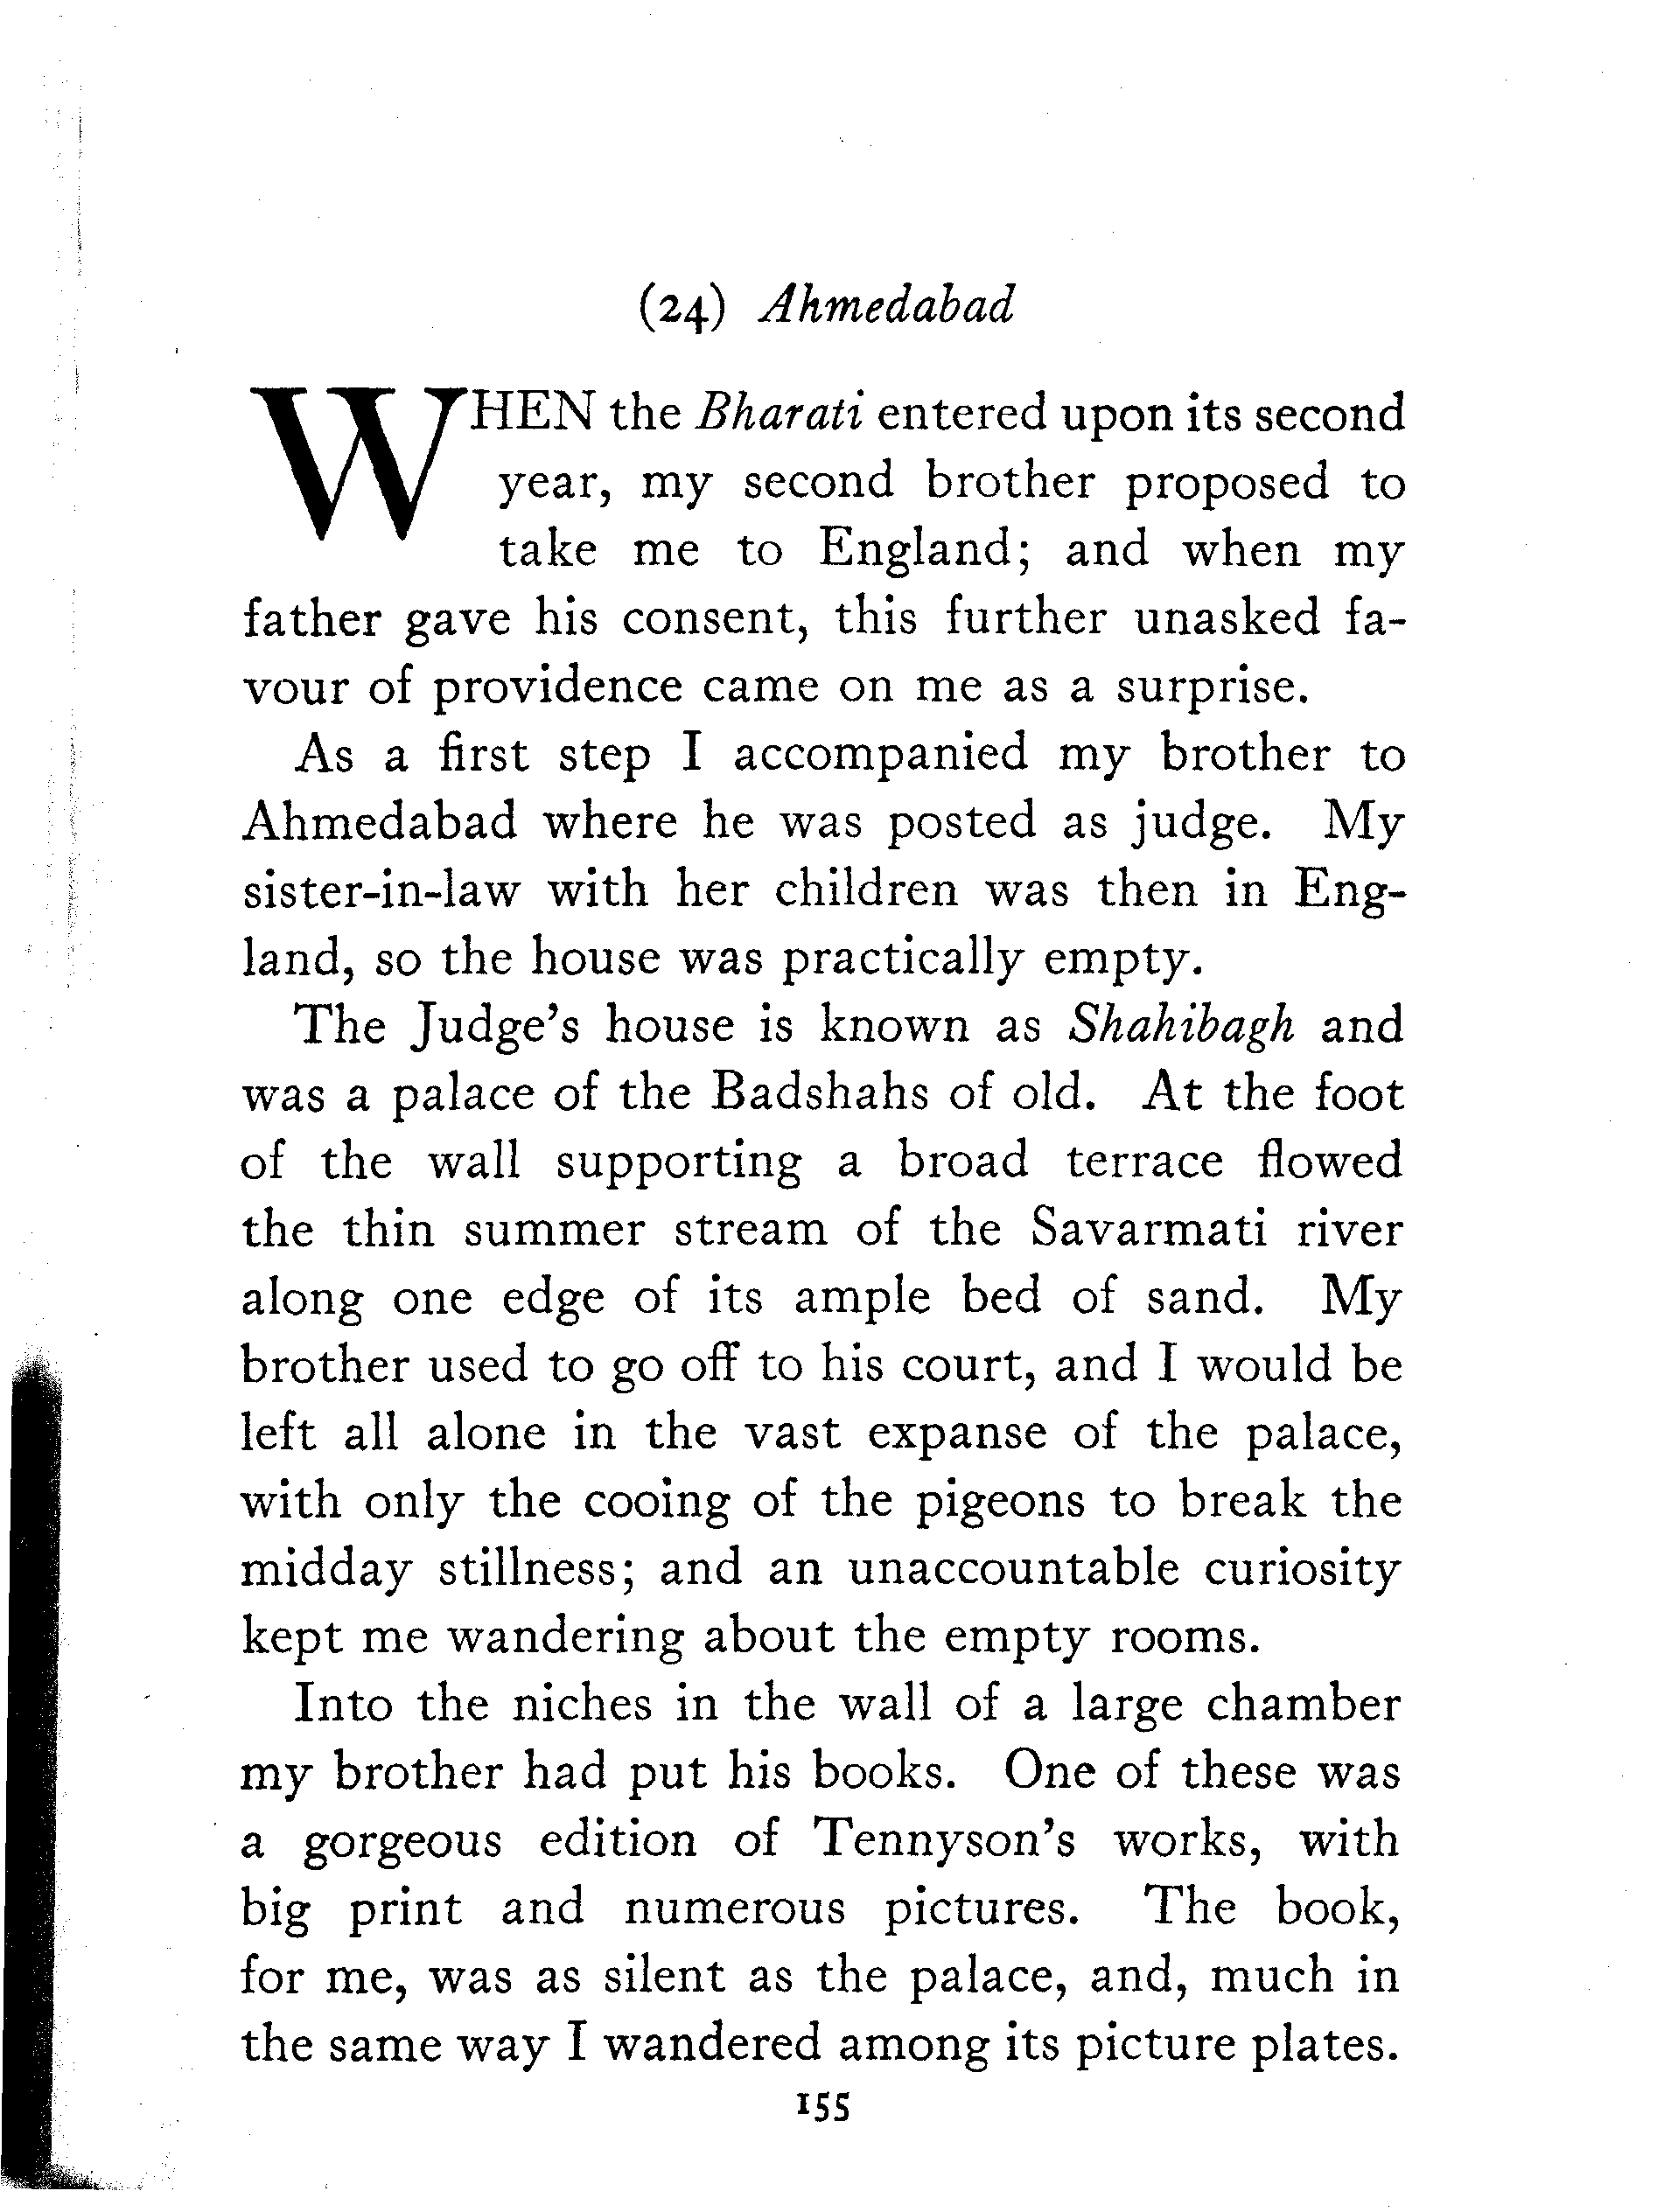 (24) Ahmedabad
WHEN the Bharati entered upon its second
year, my second brother proposed to
take me to England; and when my
father gave his consent, this further unasked fa-
vour of providence came on me as a surprise.
As a first step I accompanied my brother to
Ahmedabad where he was posted as judge. My
sister-in-law with her children was then in Eng-
land, so the house was practically empty.
The Judge's house is known as Shahibagh and
was a palace of the Badshahs of old. At the foot
of the wall supporting a broad terrace flowed
the thin summer stream of the Savarmati river
along one edge of its ample bed of sand. My
brother used to go off to his court, and I would be
left all alone in the vast expanse of the palace,
with only the cooing of the pigeons to break the
midday stillness; and an unaccountable curiosity
kept me wandering about the empty rooms.
Into the niches in the wall of a large chamber
my brother had put his books. One of these was
a gorgeous edition of Tennyson's works, with
big print and numerous pictures. The book,
for me, was as silent as the palace, and, much in
the same way I wandered among its picture plates.
155